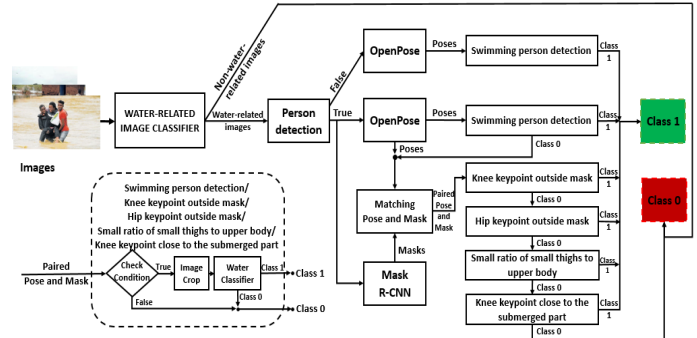 Images
WATER-RELATED
IMAGE CLASSIFIER
Non-water-
related images
Water-related
images
Person
detection
False
True
OpenPose
Poses
Swimming person detection
Class
1
OpenPose
Poses
Swimming person detection
Class
1
Class 0
Poses
Matching
Pose and Mask
Paired
Pose
and
Mask
Masks
Mask
R-CNN
Knee keypoint outside mask
Class
1
Class 0
Hip keypoint outside mask
Class
1
Class 0
Small ratio of small thighs to
upper body
Class
1
Class 0
Knee keypoint close to the
submerged part
Class
1
Class 0
Class 1
Class 0
Swimming person detection/
Knee keypoint outside mask/
Hip keypoint outside mask/
Small ratio of small thighs to upper body/
Knee keypoint close to the submerged part
Paired
Pose and Mask
Check
Condition
True
Image
Crop
Water
Classifier
Class 1
Class 1
Class 0
False
Class 0